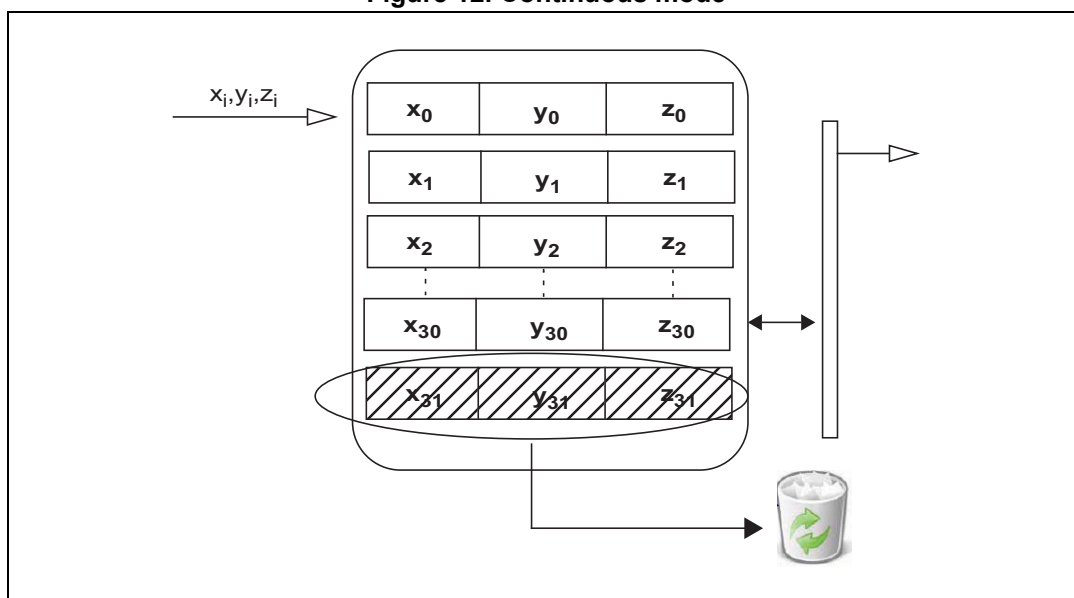 Figure 12. Continuous mode
xᵢ,yᵢ,zᵢ
x₀ y₀ z₀
x₁ y₁ z₁
x₂ y₂ z₂
x₃₀ y₃₀ z₃₀
x₃₁ y₃₁ z₃₁